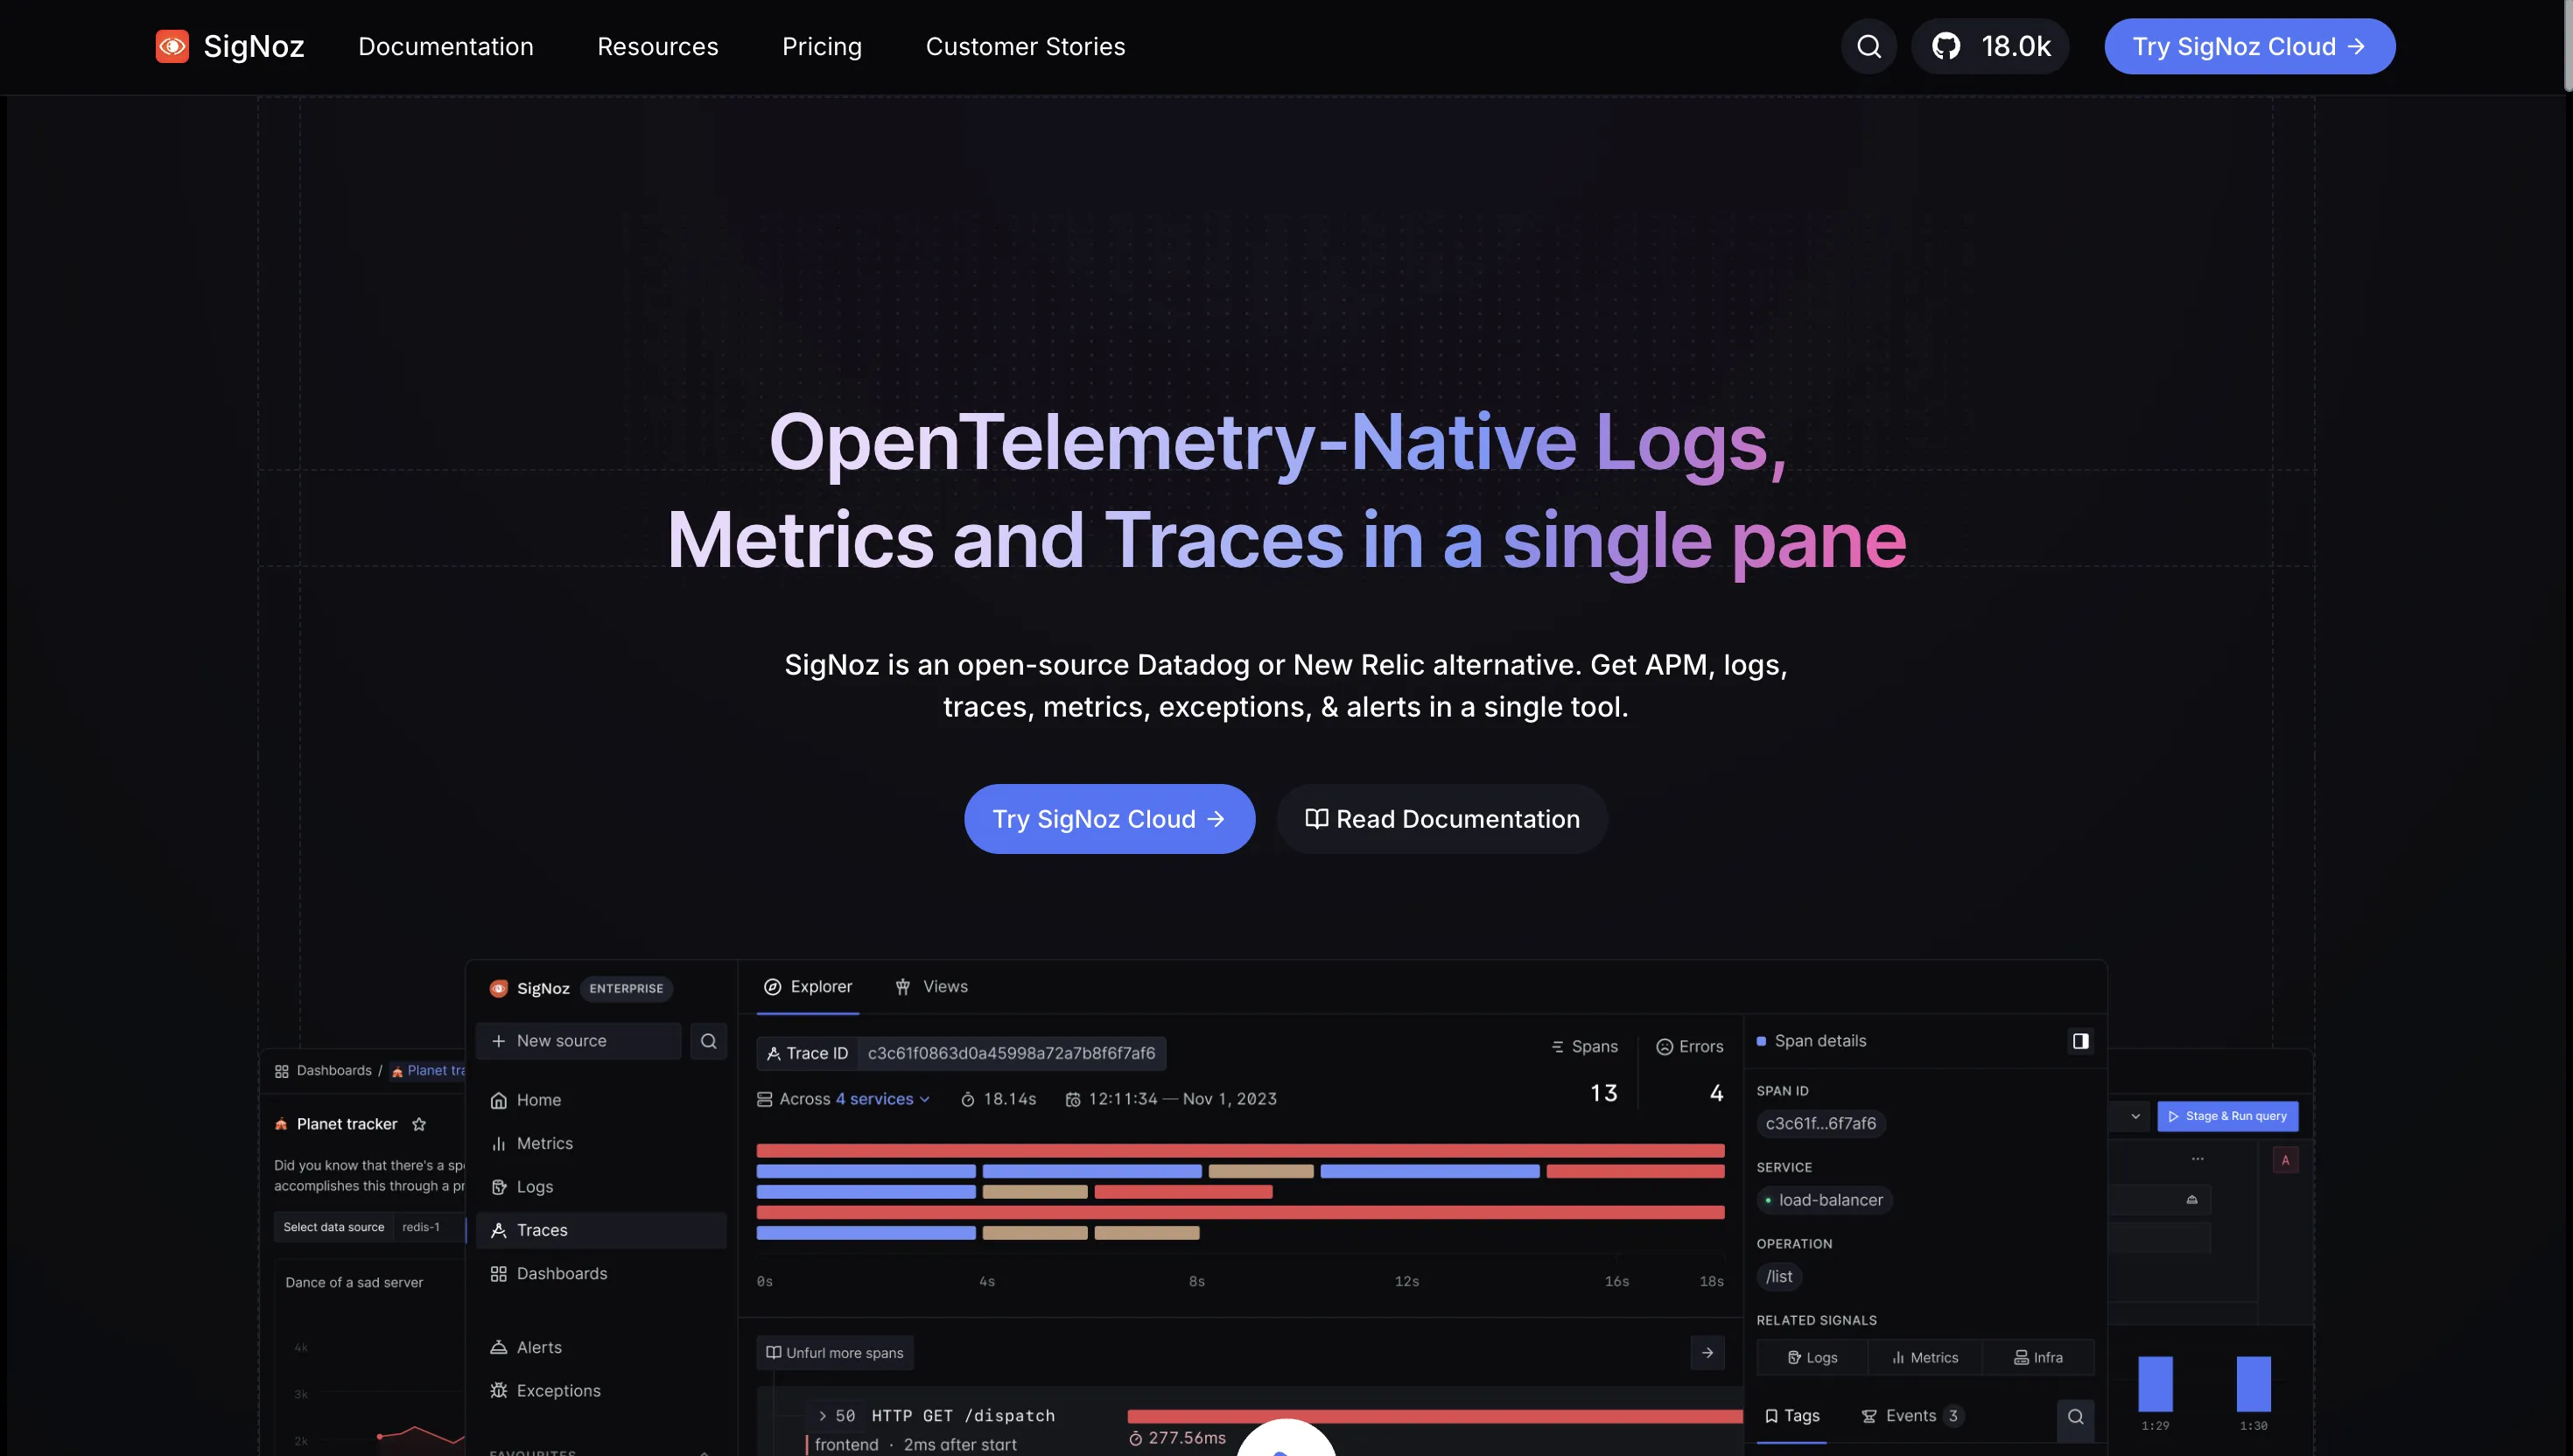 SigNoz
Documentation
Resources
Pricing
Customer Stories
18.0k
Try SigNoz Cloud
OpenTelemetry-Native Logs,
Metrics and Traces in a single pane
SigNoz is an open-source Datadog or New Relic alternative. Get APM, logs,
traces, metrics, exceptions, & alerts in a single tool.
Try SigNoz Cloud
Read Documentation
Dashboards /
Planet tra
Planet tracker
Did you know that there's a spe
accomplishes this through a pr
Select data source
redis-1
Dance of a sad server
4k
3k
2k
SigNoz
ENTERPRISE
New source
Home
Metrics
Logs
Traces
Dashboards
Alerts
Exceptions
FAVOURITES
Explorer
Views
Trace ID
c3c61f0863d0a45998a72a7b8f6f7af6
Spans
13
Errors
4
Across 4 services
18.14s
12:11:34 — Nov 1, 2023
0s
4s
8s
12s
16s
18s
Unfurl more spans
50 HTTP GET /dispatch
frontend · 2ms after start
277.56ms
Span details
SPAN ID
c3c61f...6f7af6
SERVICE
load-balancer
OPERATION
/list
RELATED SIGNALS
Logs
Metrics
Infra
Tags
Events 3
Stage & Run query
A
1:29
1:30